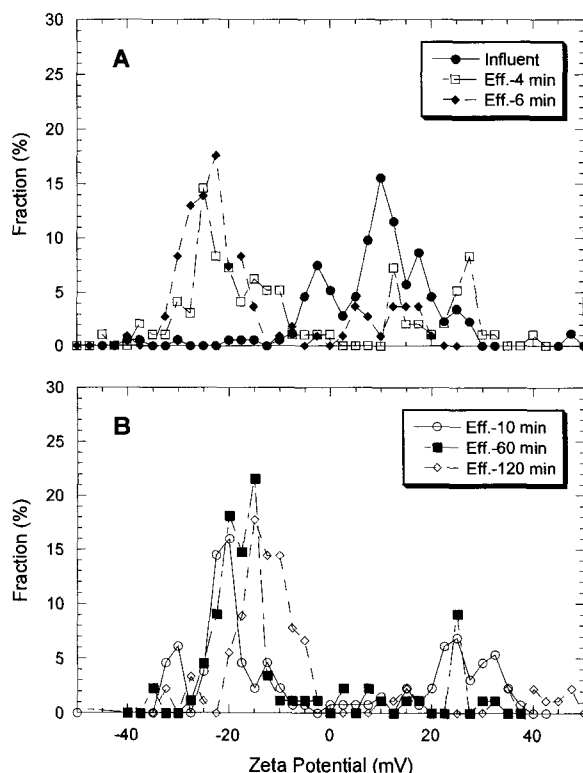 30
25
20
15
10
5
0
Fraction (%)
A
Influent
Eff.-4 min
Eff.-6 min
30
25
20
15
10
5
0
Fraction (%)
B
Eff.-10 min
Eff.-60 min
Eff.-120 min
-40 -20 0 20 40
Zeta Potential (mV)